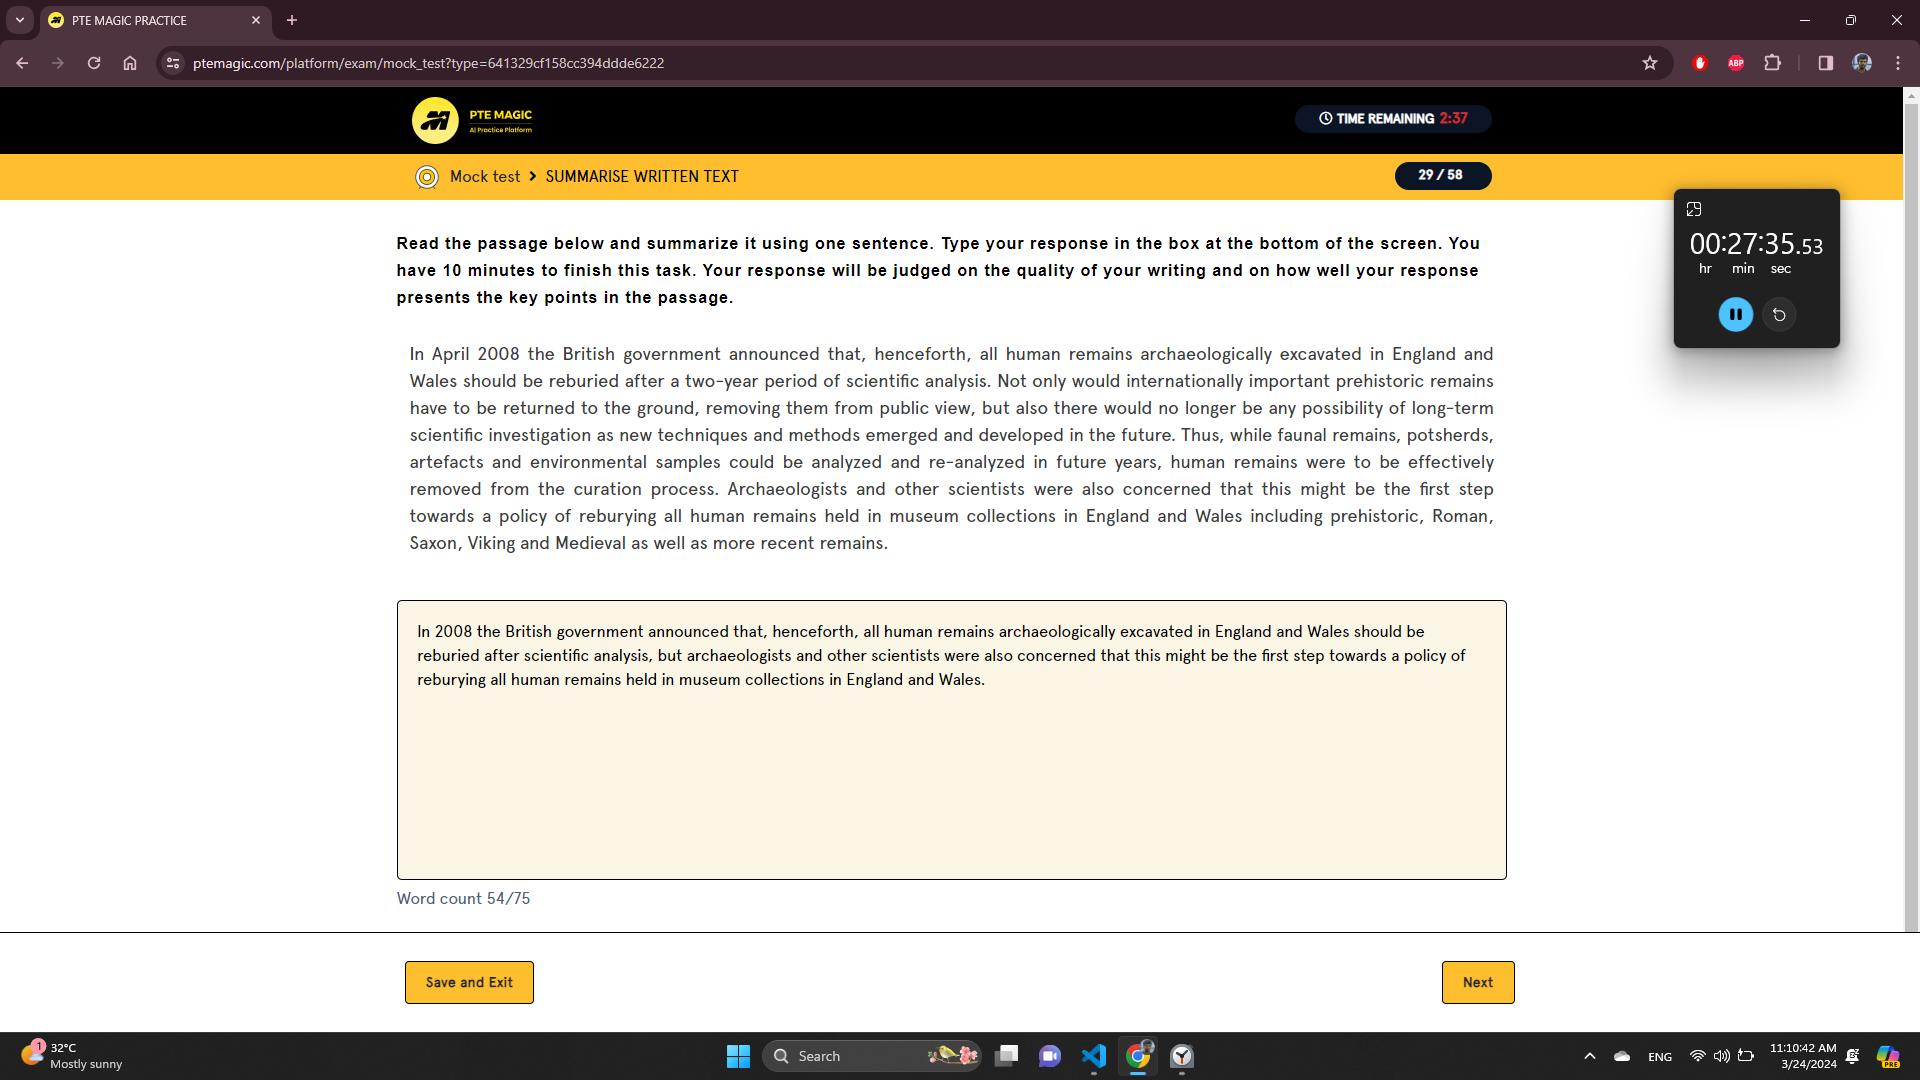 PTE MAGIC PRACTICE
ptemagic.com/platform/exam/mock_test?type=641329cf158cc394ddde6222
ABP
PTE MAGIC
AI Practice Platform
TIME REMAINING 2:37
Mock test > SUMMARISE WRITTEN TEXT
29 / 58
00:27:35.53
hr min sec
Read the passage below and summarize it using one sentence. Type your response in the box at the bottom of the screen. You
have 10 minutes to finish this task. Your response will be judged on the quality of your writing and on how well your response
presents the key points in the passage.
In April 2008 the British government announced that, henceforth, all human remains archaeologically excavated in England and
Wales should be reburied after a two-year period of scientific analysis. Not only would internationally important prehistoric remains
have to be returned to the ground, removing them from public view, but also there would no longer be any possibility of long-term
scientific investigation as new techniques and methods emerged and developed in the future. Thus, while faunal remains, potsherds,
artefacts and environmental samples could be analyzed and re-analyzed in future years, human remains were to be effectively
removed from the curation process. Archaeologists and other scientists were also concerned that this might be the first step
towards a policy of reburying all human remains held in museum collections in England and Wales including prehistoric, Roman,
Saxon, Viking and Medieval as well as more recent remains.
In 2008 the British government announced that, henceforth, all human remains archaeologically excavated in England and Wales should be
reburied after scientific analysis, but archaeologists and other scientists were also concerned that this might be the first step towards a policy of
reburying all human remains held in museum collections in England and Wales.
Word count 54/75
Save and Exit
Next
1
32°C
Mostly sunny
Search
ENG
11:10:42 AM
3/24/2024
PRE